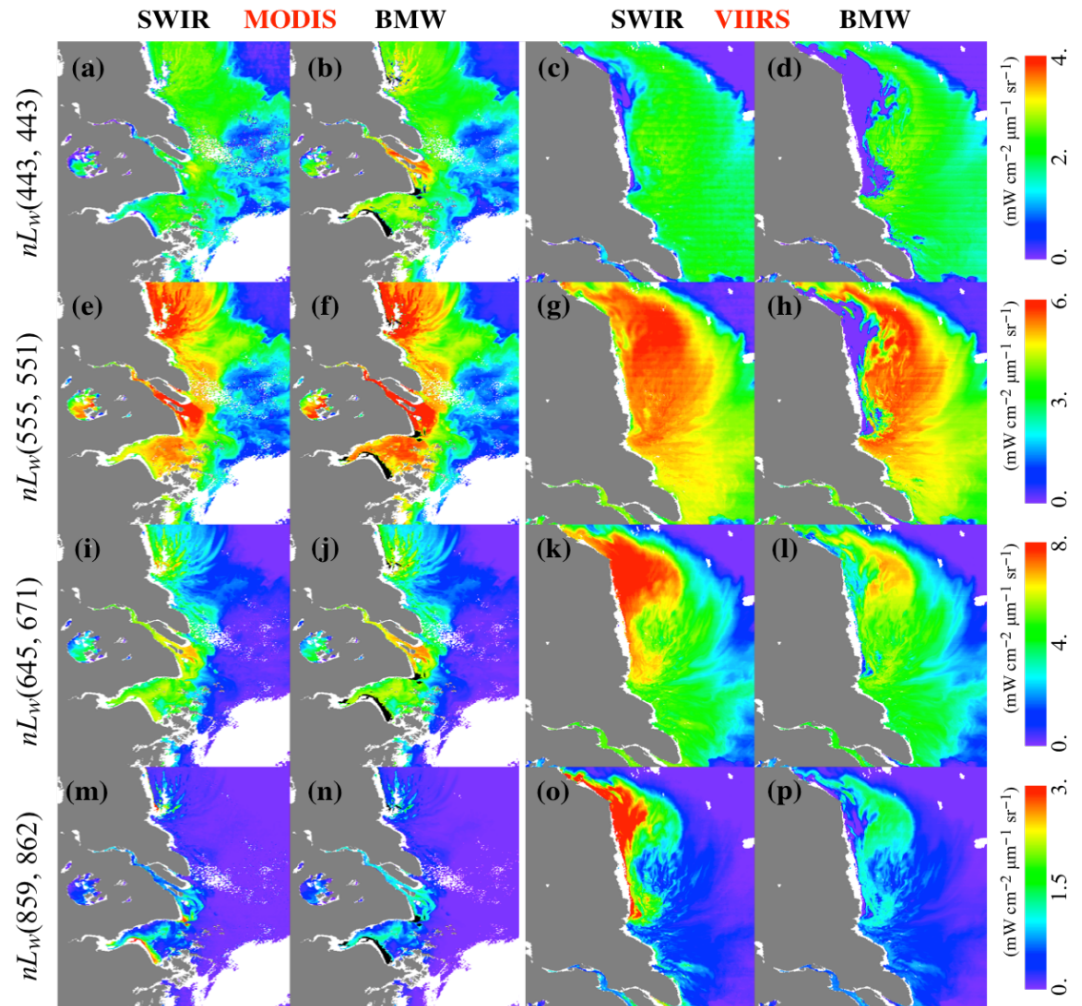 SWIR MODIS BMW SWIR VIIRS BMW
nLw(443, 443)
(a) (b) (c) (d)
4.
2.
0.
(mW cm−2 μm−1 sr−1)
nLw(555, 551)
(e) (f) (g) (h)
6.
3.
0.
(mW cm−2 μm−1 sr−1)
nLw(645, 671)
(i) (j) (k) (l)
8.
4.
0.
(mW cm−2 μm−1 sr−1)
nLw(859, 862)
(m) (n) (o) (p)
3.
1.5
0.
(mW cm−2 μm−1 sr−1)